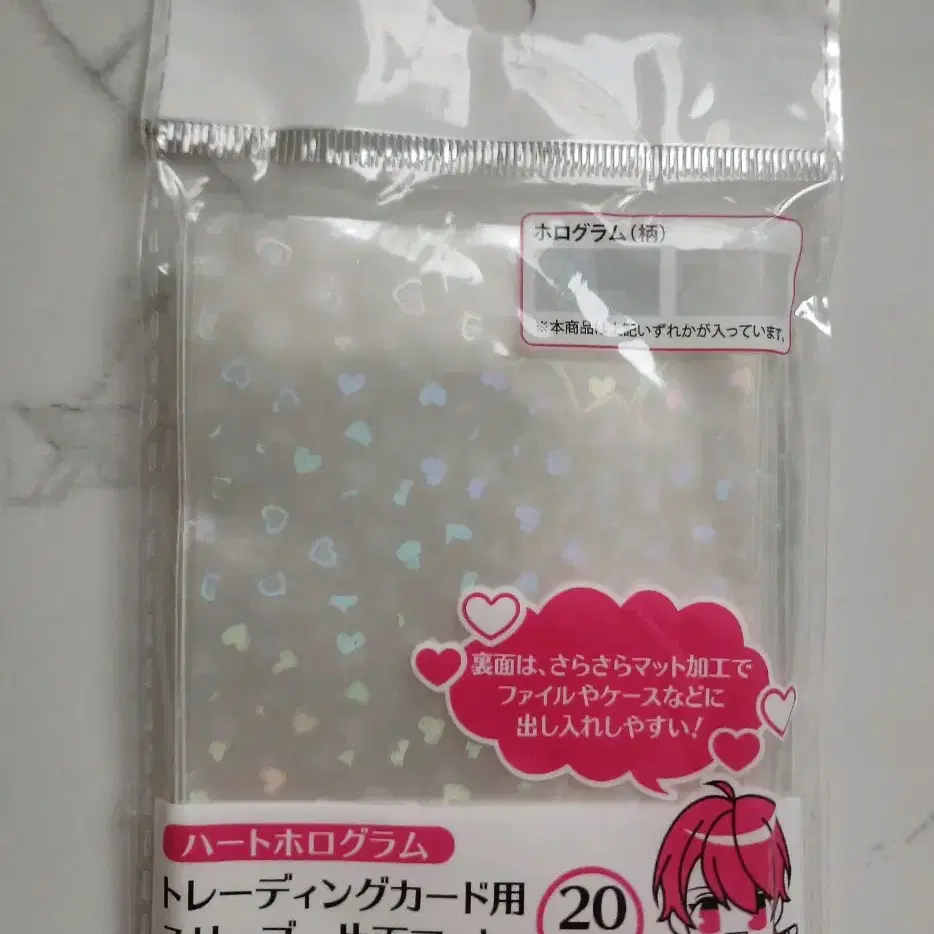 ホログラム(柄)
※本商品は上記いずれかが入っています。
裏面は、さらさらマット加工で
ファイルやケースなどに
出し入れしやすい!
ハートホログラム
トレーディングカード用
20